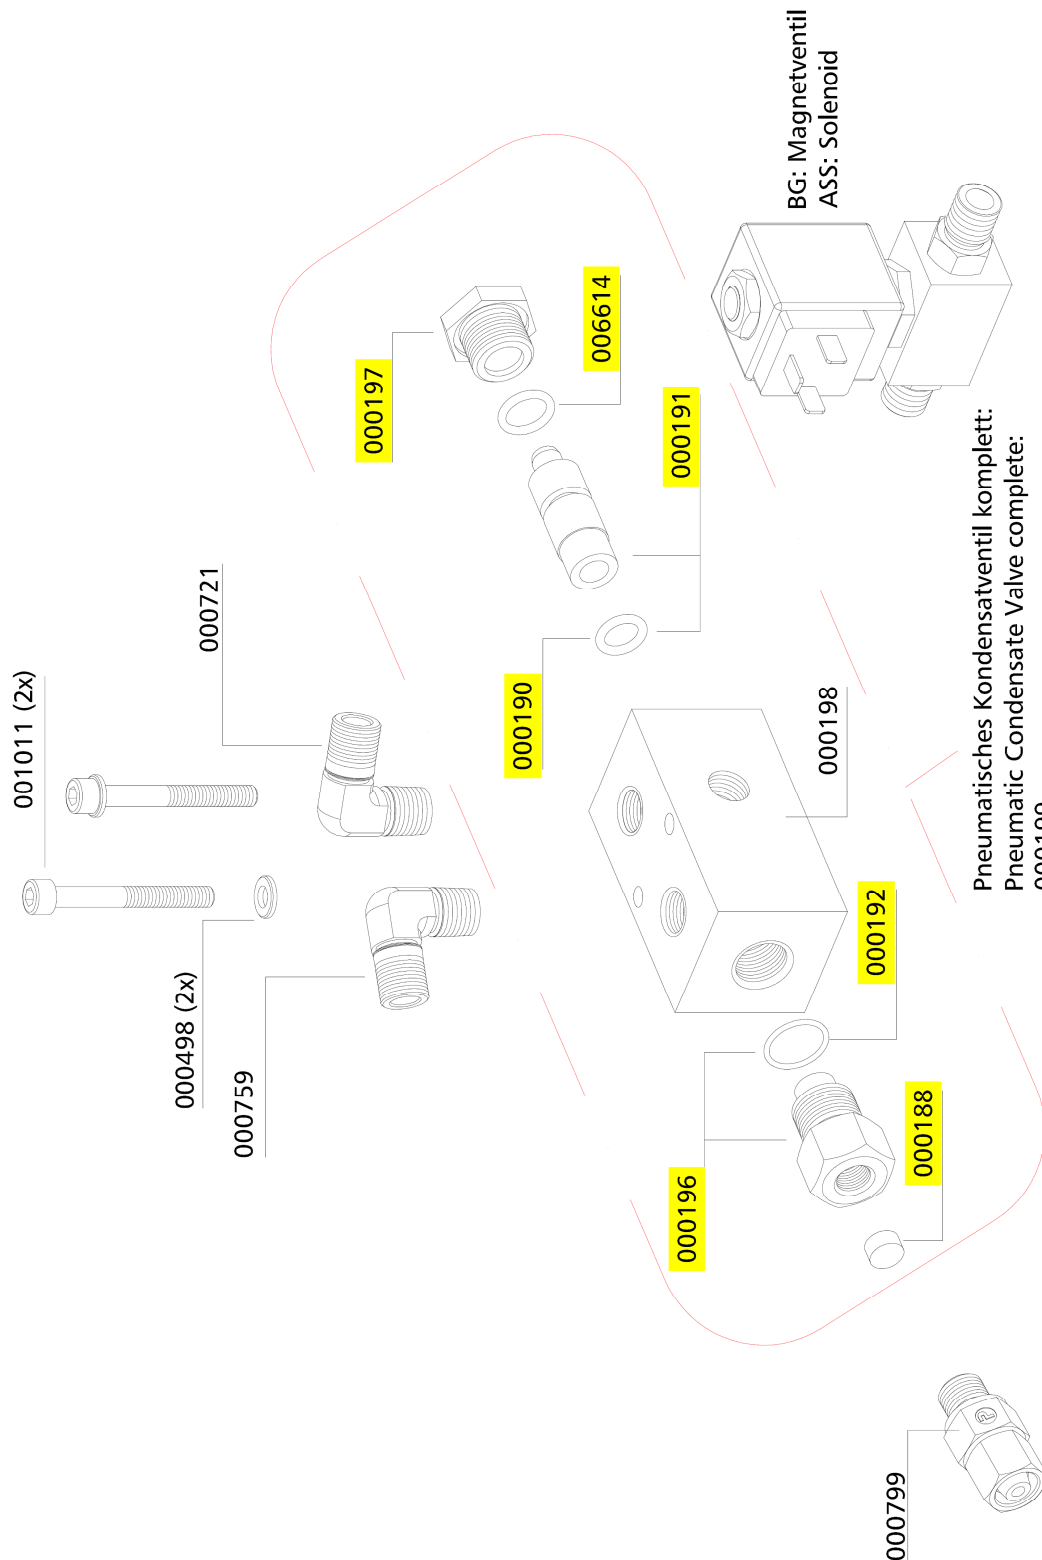 001011 (2x)
000721
000498 (2x)
000759
000197
006614
000191
000190
000198
000192
000196
000188
000799
BG: Magnetventil
ASS: Solenoid
Pneumatisches Kondensatventil komplett:
Pneumatic Condensate Valve complete: